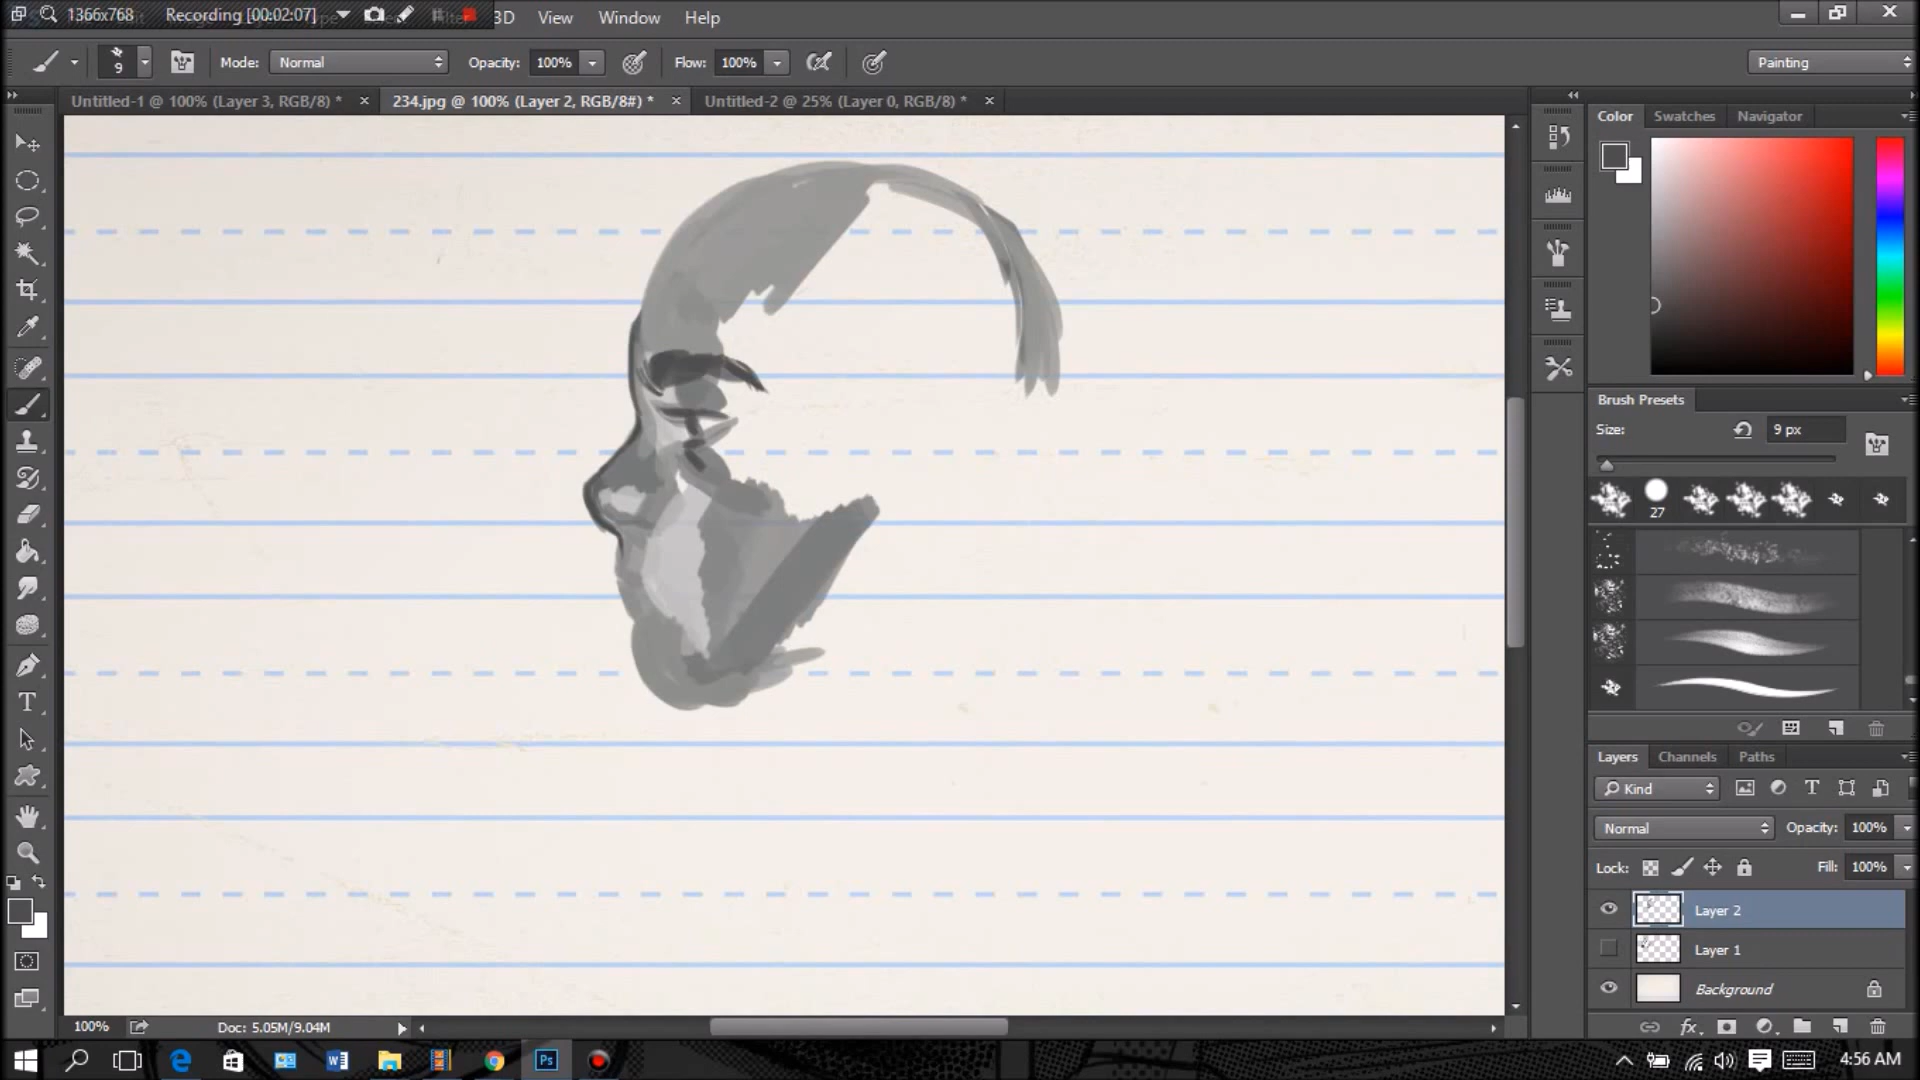 1366x768 Recording [00:02:07] 3D View Window Help
9 Mode: Normal Opacity: 100% Flow: 100% Painting
Untitled-1 @ 100% (Layer 3, RGB/8) * × 234.jpg @ 100% (Layer 2, RGB/8#) * × Untitled-2 @ 25% (Layer 0, RGB/8) * ×
Color Swatches Navigator
Brush Presets
Size: 9 px
27
Layers Channels Paths
Kind
Normal Opacity: 100%
Lock: Fill: 100%
Layer 2
Layer 1
Background
100% Doc: 5.05M/9.04M
fx
Ps
4:56 AM